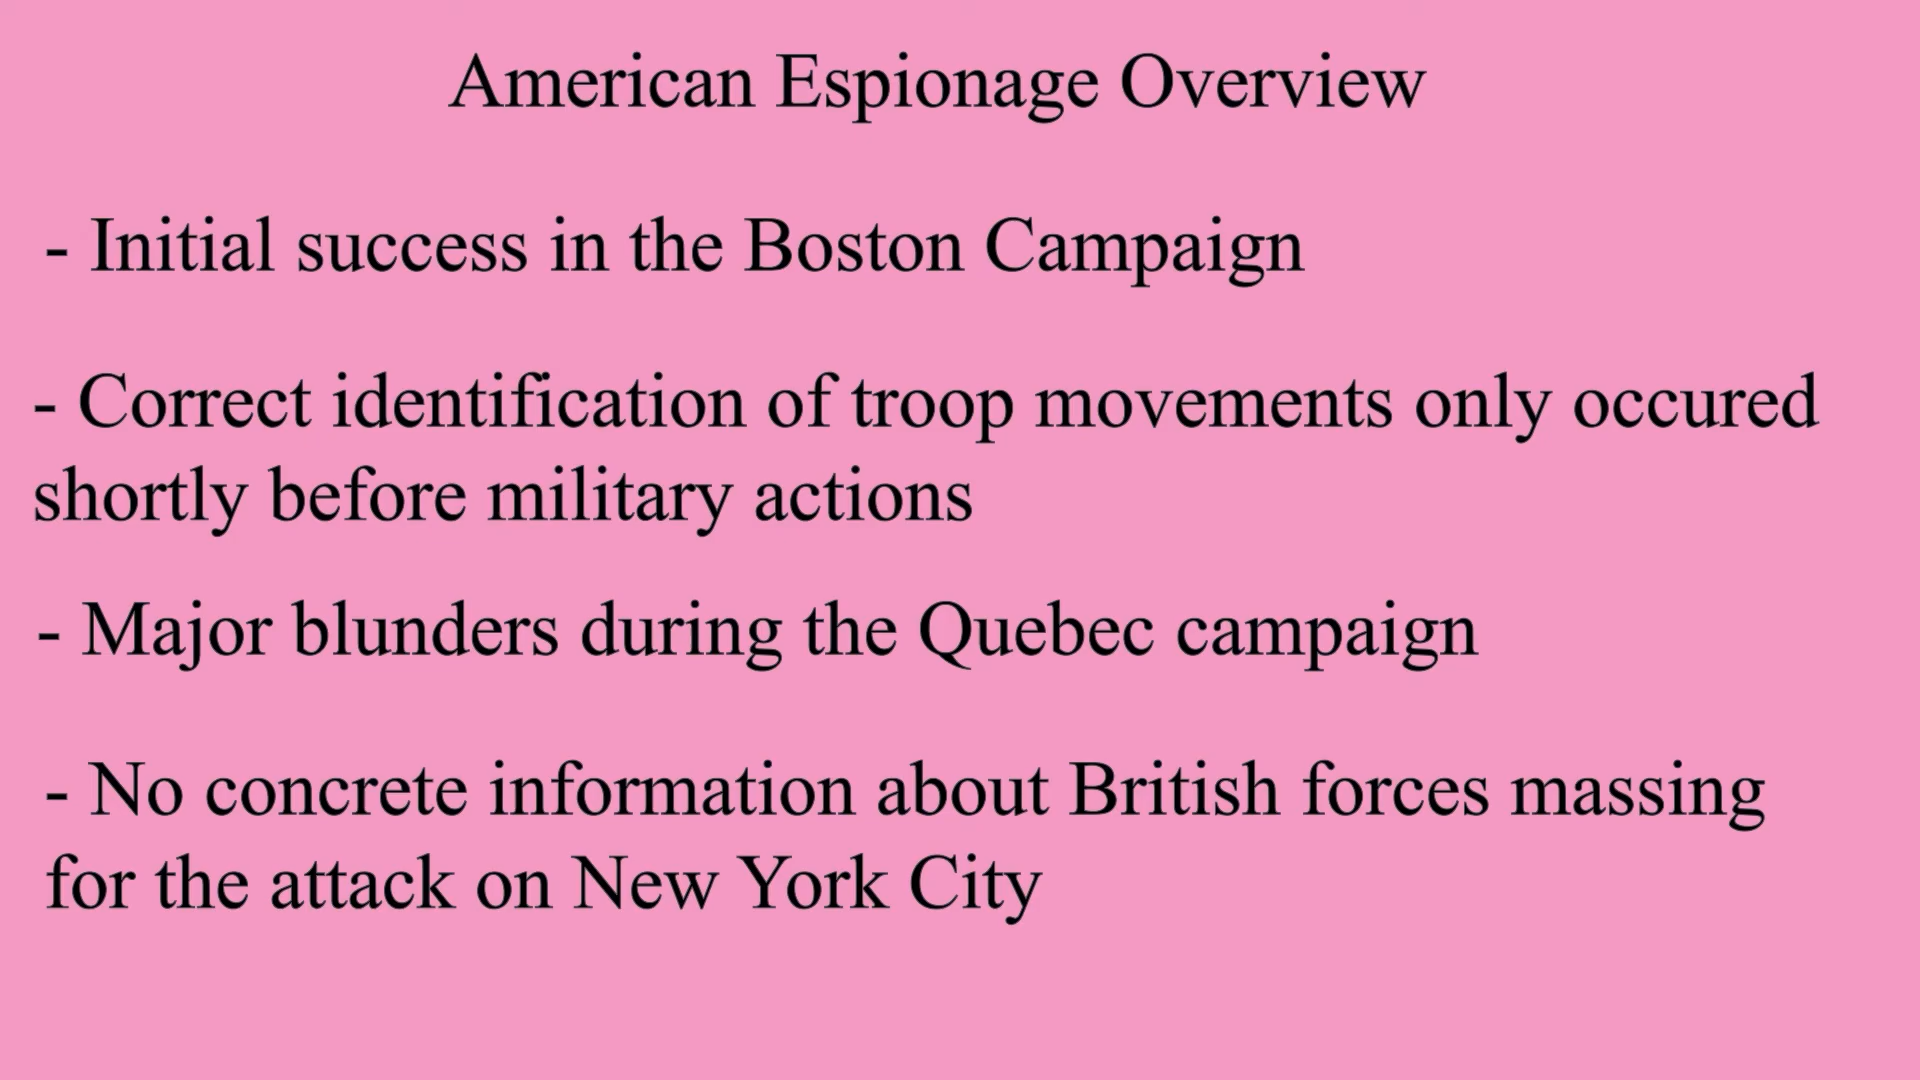 American Espionage Overview
- Initial success in the Boston Campaign
- Correct identification of troop movements only occured
shortly before military actions
- Major blunders during the Quebec campaign
- No concrete information about British forces massing
for the attack on New York City